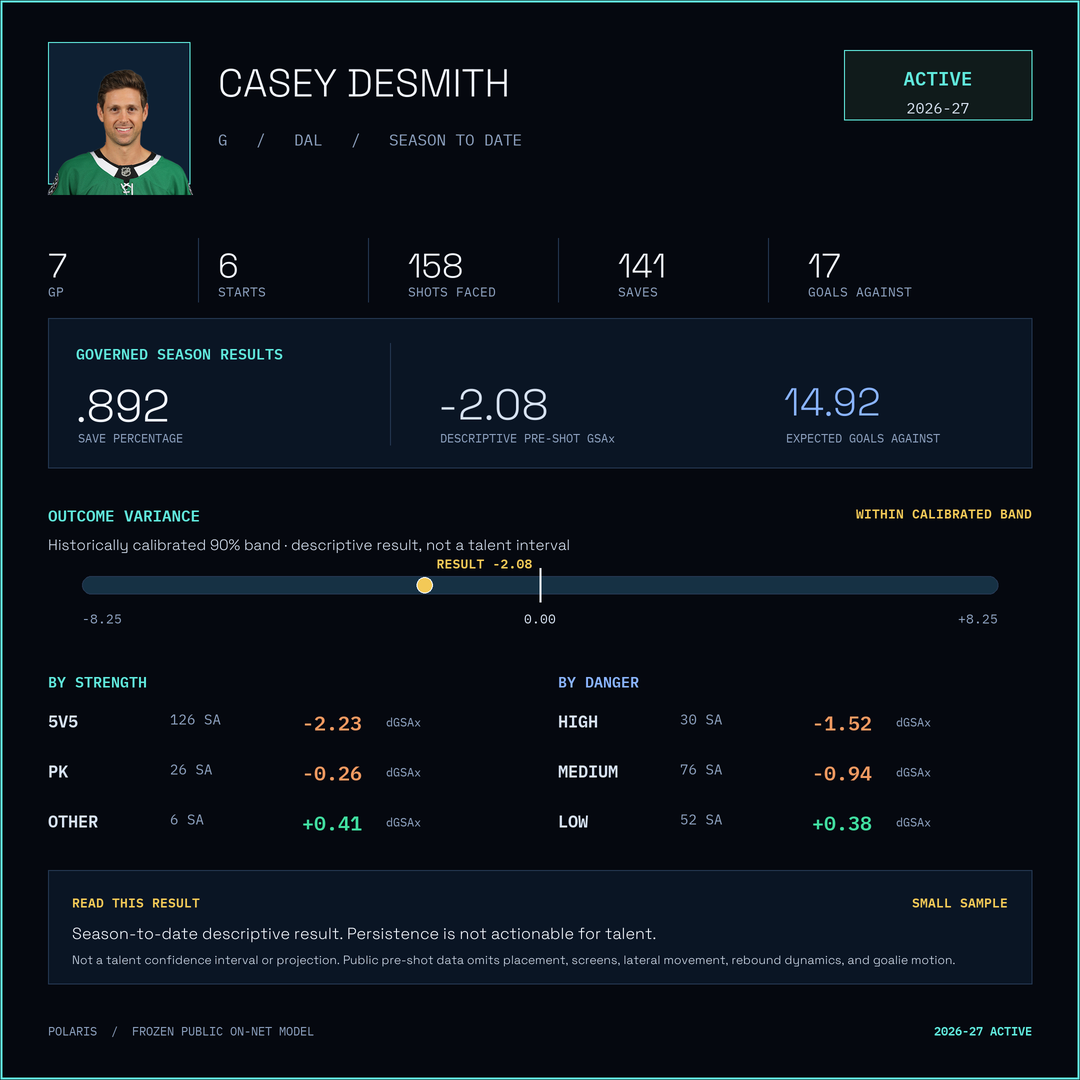 CASEY DESMITH
G / DAL / SEASON TO DATE
ACTIVE
2026-27
7
GP
6
STARTS
158
SHOTS FACED
141
SAVES
17
GOALS AGAINST
GOVERNED SEASON RESULTS
.892
SAVE PERCENTAGE
-2.08
DESCRIPTIVE PRE-SHOT GSAx
14.92
EXPECTED GOALS AGAINST
OUTCOME VARIANCE
WITHIN CALIBRATED BAND
Historically calibrated 90% band · descriptive result, not a talent interval
RESULT -2.08
-8.25 0.00 +8.25
BY STRENGTH
5V5 126 SA -2.23 dGSAx
PK 26 SA -0.26 dGSAx
OTHER 6 SA +0.41 dGSAx
BY DANGER
HIGH 30 SA -1.52 dGSAx
MEDIUM 76 SA -0.94 dGSAx
LOW 52 SA +0.38 dGSAx
READ THIS RESULT
SMALL SAMPLE
Season-to-date descriptive result. Persistence is not actionable for talent.
Not a talent confidence interval or projection. Public pre-shot data omits placement, screens, lateral movement, rebound dynamics, and goalie motion.
POLARIS / FROZEN PUBLIC ON-NET MODEL
2026-27 ACTIVE